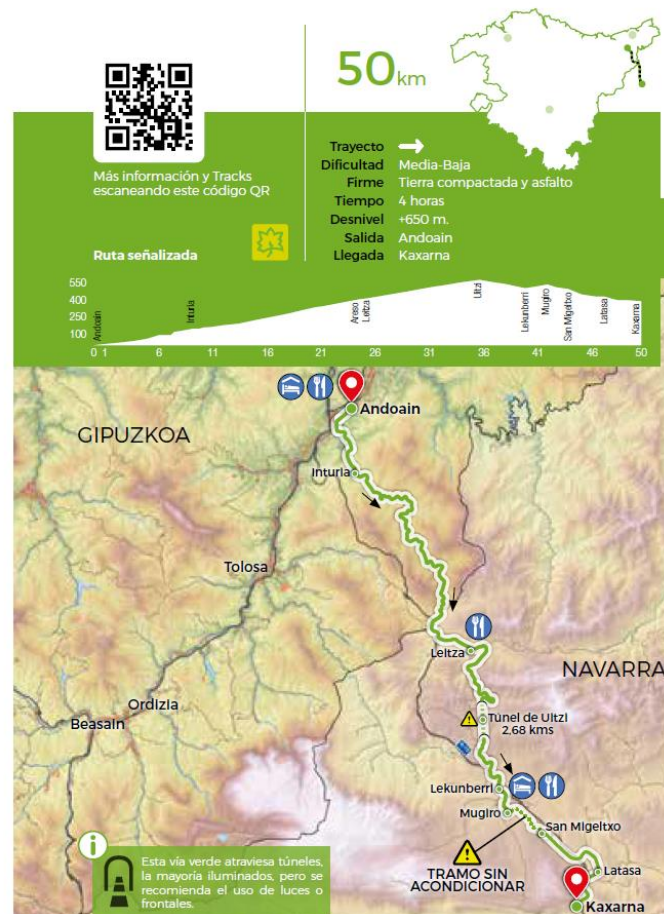 50km
Más información y Tracks
escaneando este código QR
Ruta señalizada
Trayecto
Dificultad Media-Baja
Firme Tierra compactada y asfalto
Tiempo 4 horas
Desnivel +650 m.
Salida Andoain
Llegada Kaxarna
550
400
250
100
Andoain
Inturia
Areso
Leitza
Uitzi
Lekunberri
Mugiro
San Migeltxo
Latasa
Kaxarna
0 1 6 11 16 21 26 31 36 42 46 50
Andoain
GIPUZKOA
Inturia
Tolosa
Leitza
NAVARRA
Ordizia
Túnel de Uitzi
2,68 kms
Beasain
Lekunberri
Mugiro
San Migeltxo
TRAMO SIN
ACONDICIONAR
Latasa
Kaxarna
i
Esta vía verde atraviesa túneles,
la mayoría iluminados, pero se
recomienda el uso de luces o
frontales.